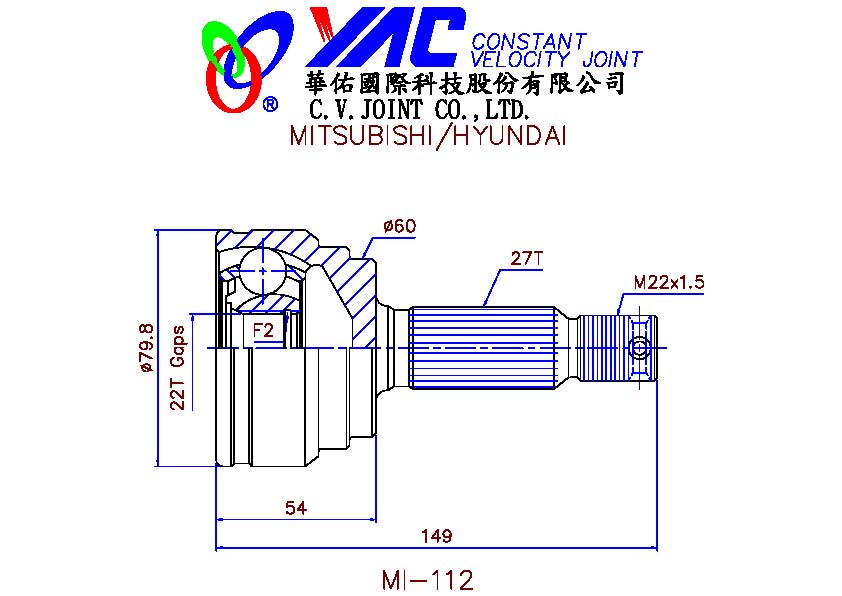 YAC CONSTANT
VELOCITY JOINT
®
華佑國際科技股份有限公司
C.V.JOINT CO.,LTD.
MITSUBISHI/HYUNDAI
ø60
27T
M22x1.5
ø79.8
22T Gaps
F2
54
149
MI-112